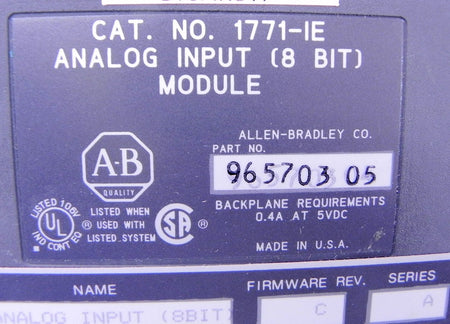 CAT. NO. 1771-IE
ANALOG INPUT (8 BIT)
MODULE
ALLEN-BRADLEY CO.
PART NO.
965703 05
A-B
QUALITY
BACKPLANE REQUIREMENTS
0.4A AT 5VDC
LISTED 106Y
UL
IND CONT EQ
LISTED WHEN
USED WITH
LISTED SYSTEM
SA
MADE IN U.S.A.
NAME
FIRMWARE REV.
SERIES
ANALOG INPUT (8BIT
C
A